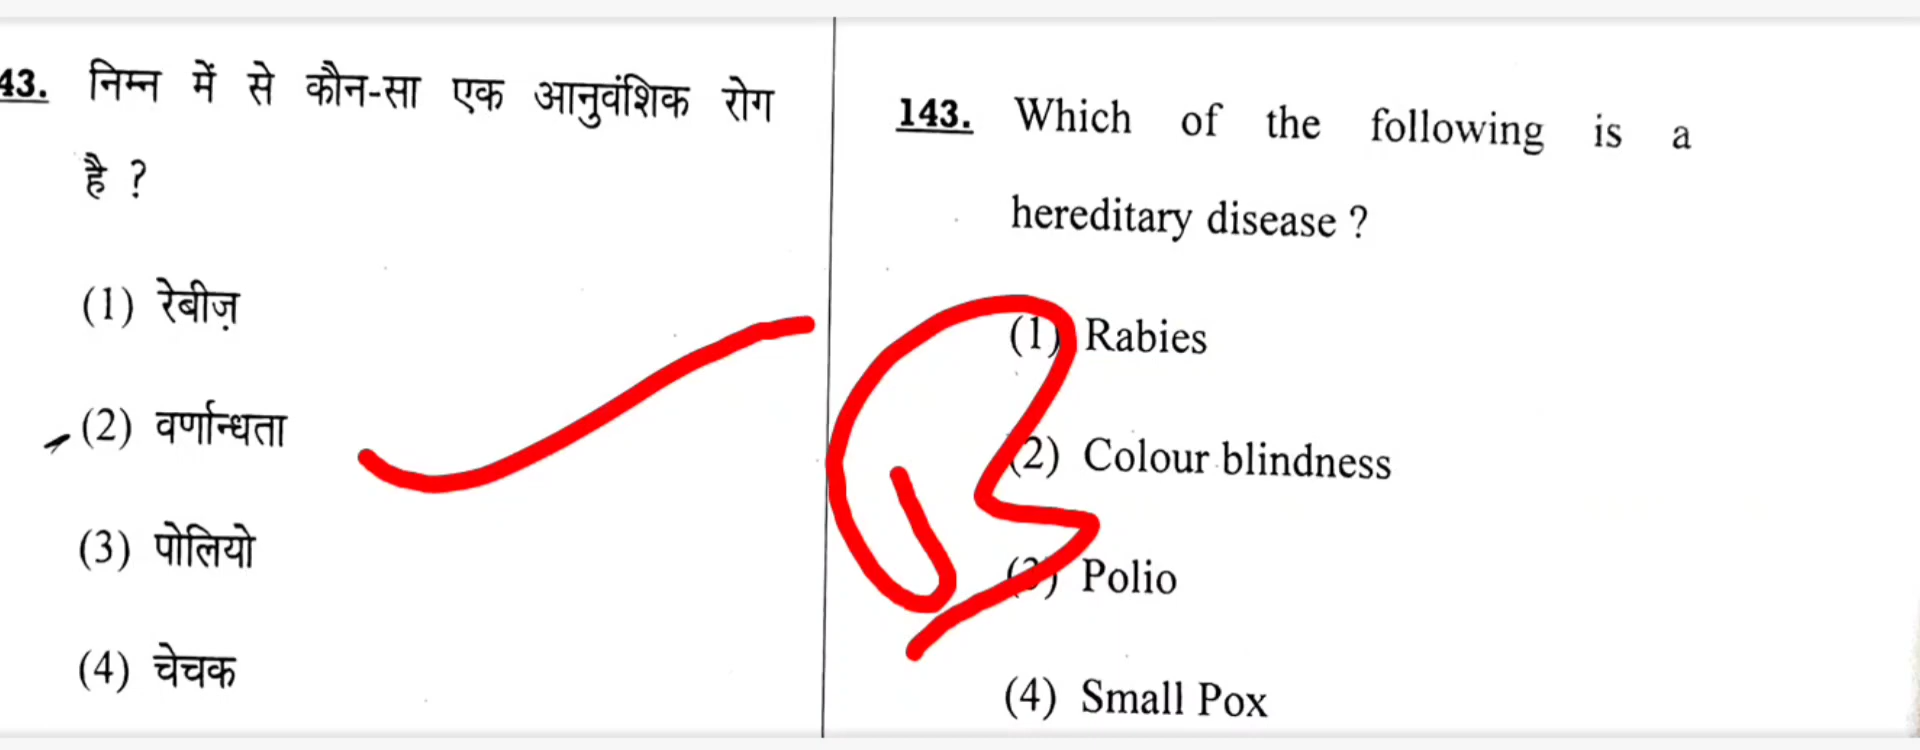 43. निम्न में से कौन-सा एक आनुवंशिक रोग
है ?
(1) रेबीज़
(2) वर्णान्धता
(3) पोलियो
(4) चेचक
143. Which of the following is a
hereditary disease ?
(1) Rabies
(2) Colour blindness
(3) Polio
(4) Small Pox